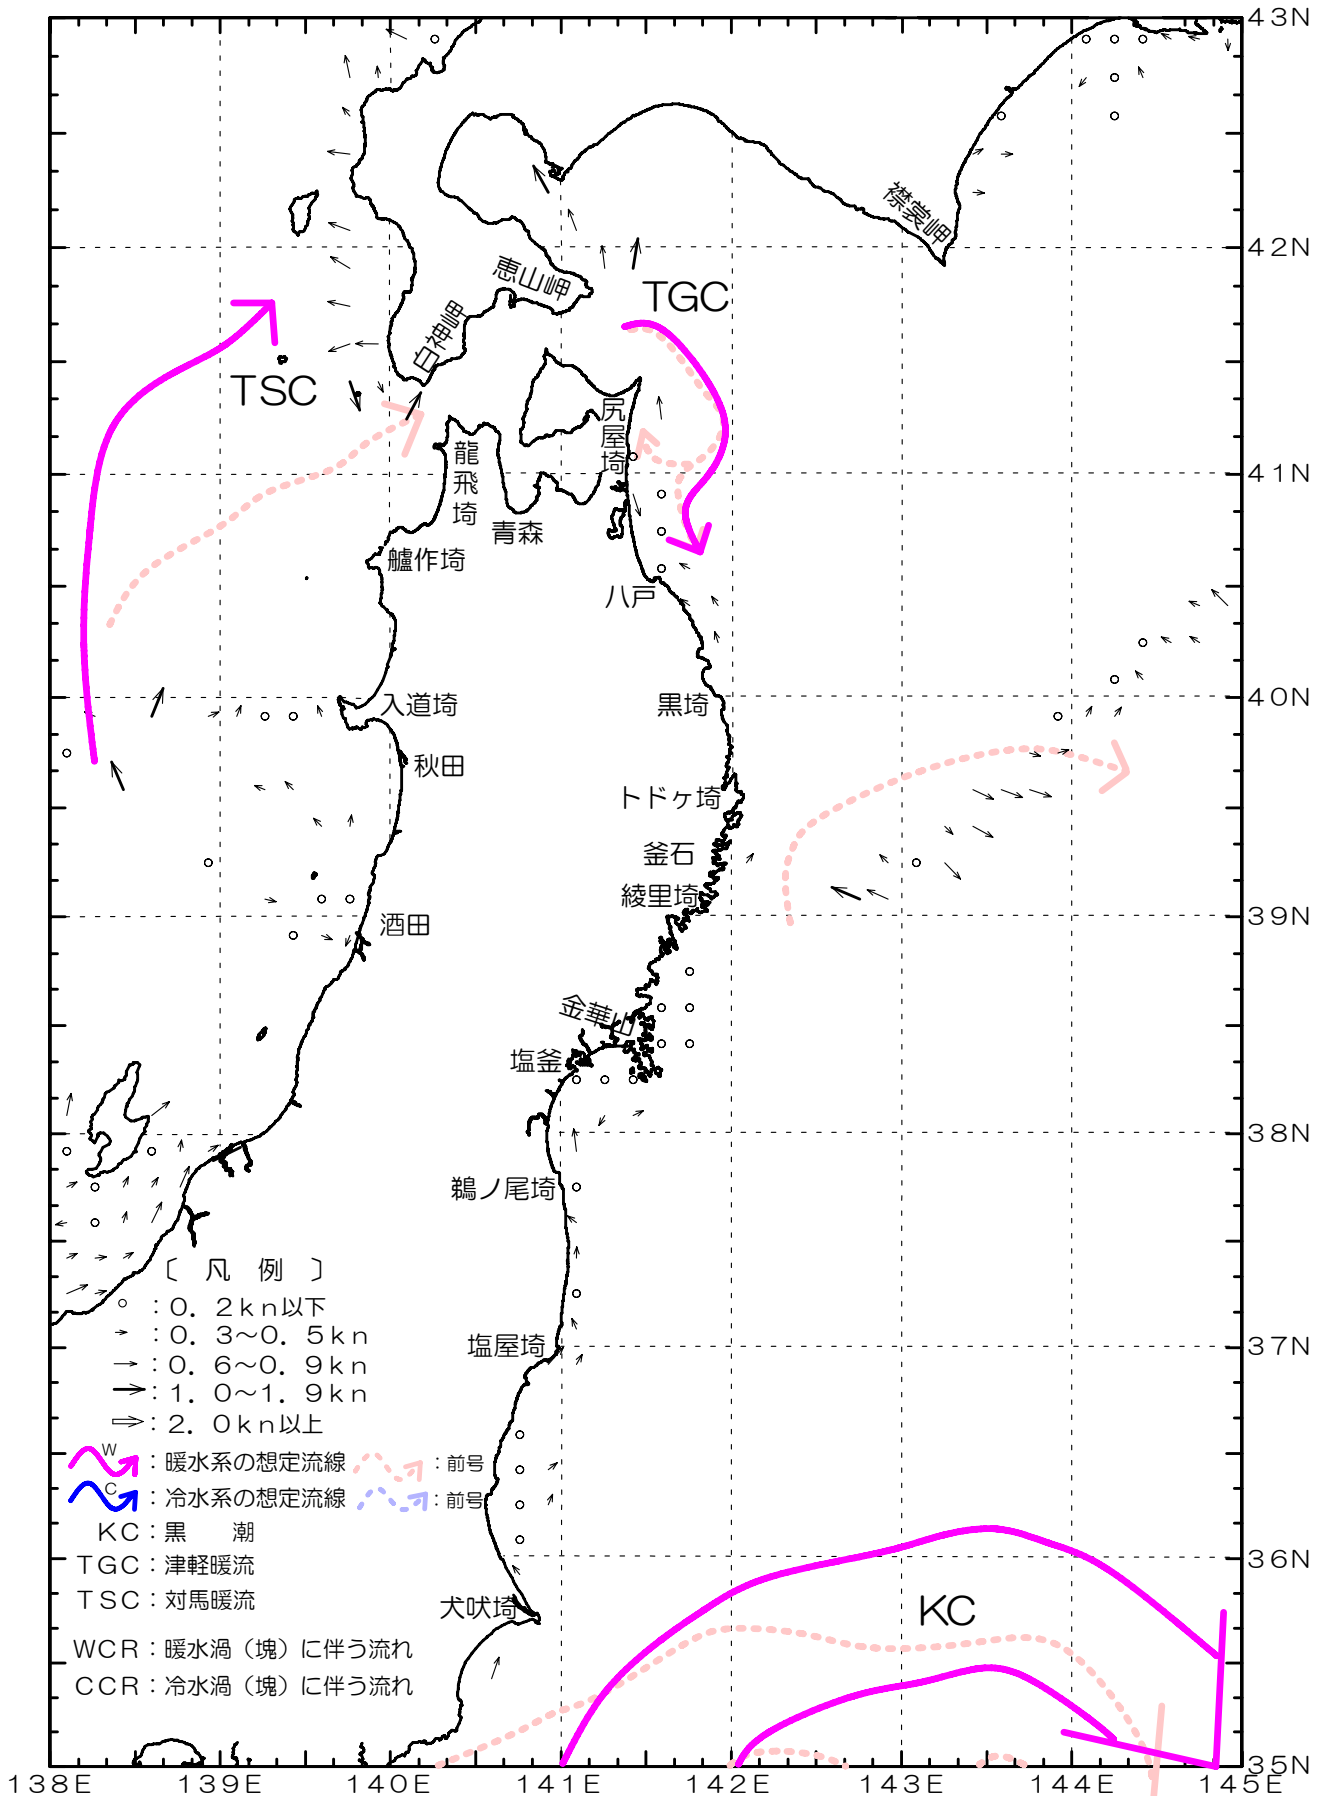 43N
襟裳岬
42N
恵山岬
TGC
白神岬
TSC
尻屋埼
龍飛埼
41N
青森
艫作埼
八戸
入道埼
黒埼
40N
秋田
トドヶ埼
釜石
綾里埼
酒田
39N
金華山
塩釜
38N
鵜ノ尾埼
〔 凡 例 〕
:0. 2kn以下
:0. 3~0. 5kn
塩屋埼
37N
:0. 6~0. 9kn
:1. 0~1. 9kn
:2. 0kn以上
W :暖水系の想定流線 :前号
C :冷水系の想定流線 :前号
KC:黒 潮
TGC:津軽暖流
36N
TSC:対馬暖流
犬吠埼
KC
WCR:暖水渦(塊)に伴う流れ
CCR:冷水渦(塊)に伴う流れ
35N
138E 139E 140E 141E 142E 143E 144E 145E